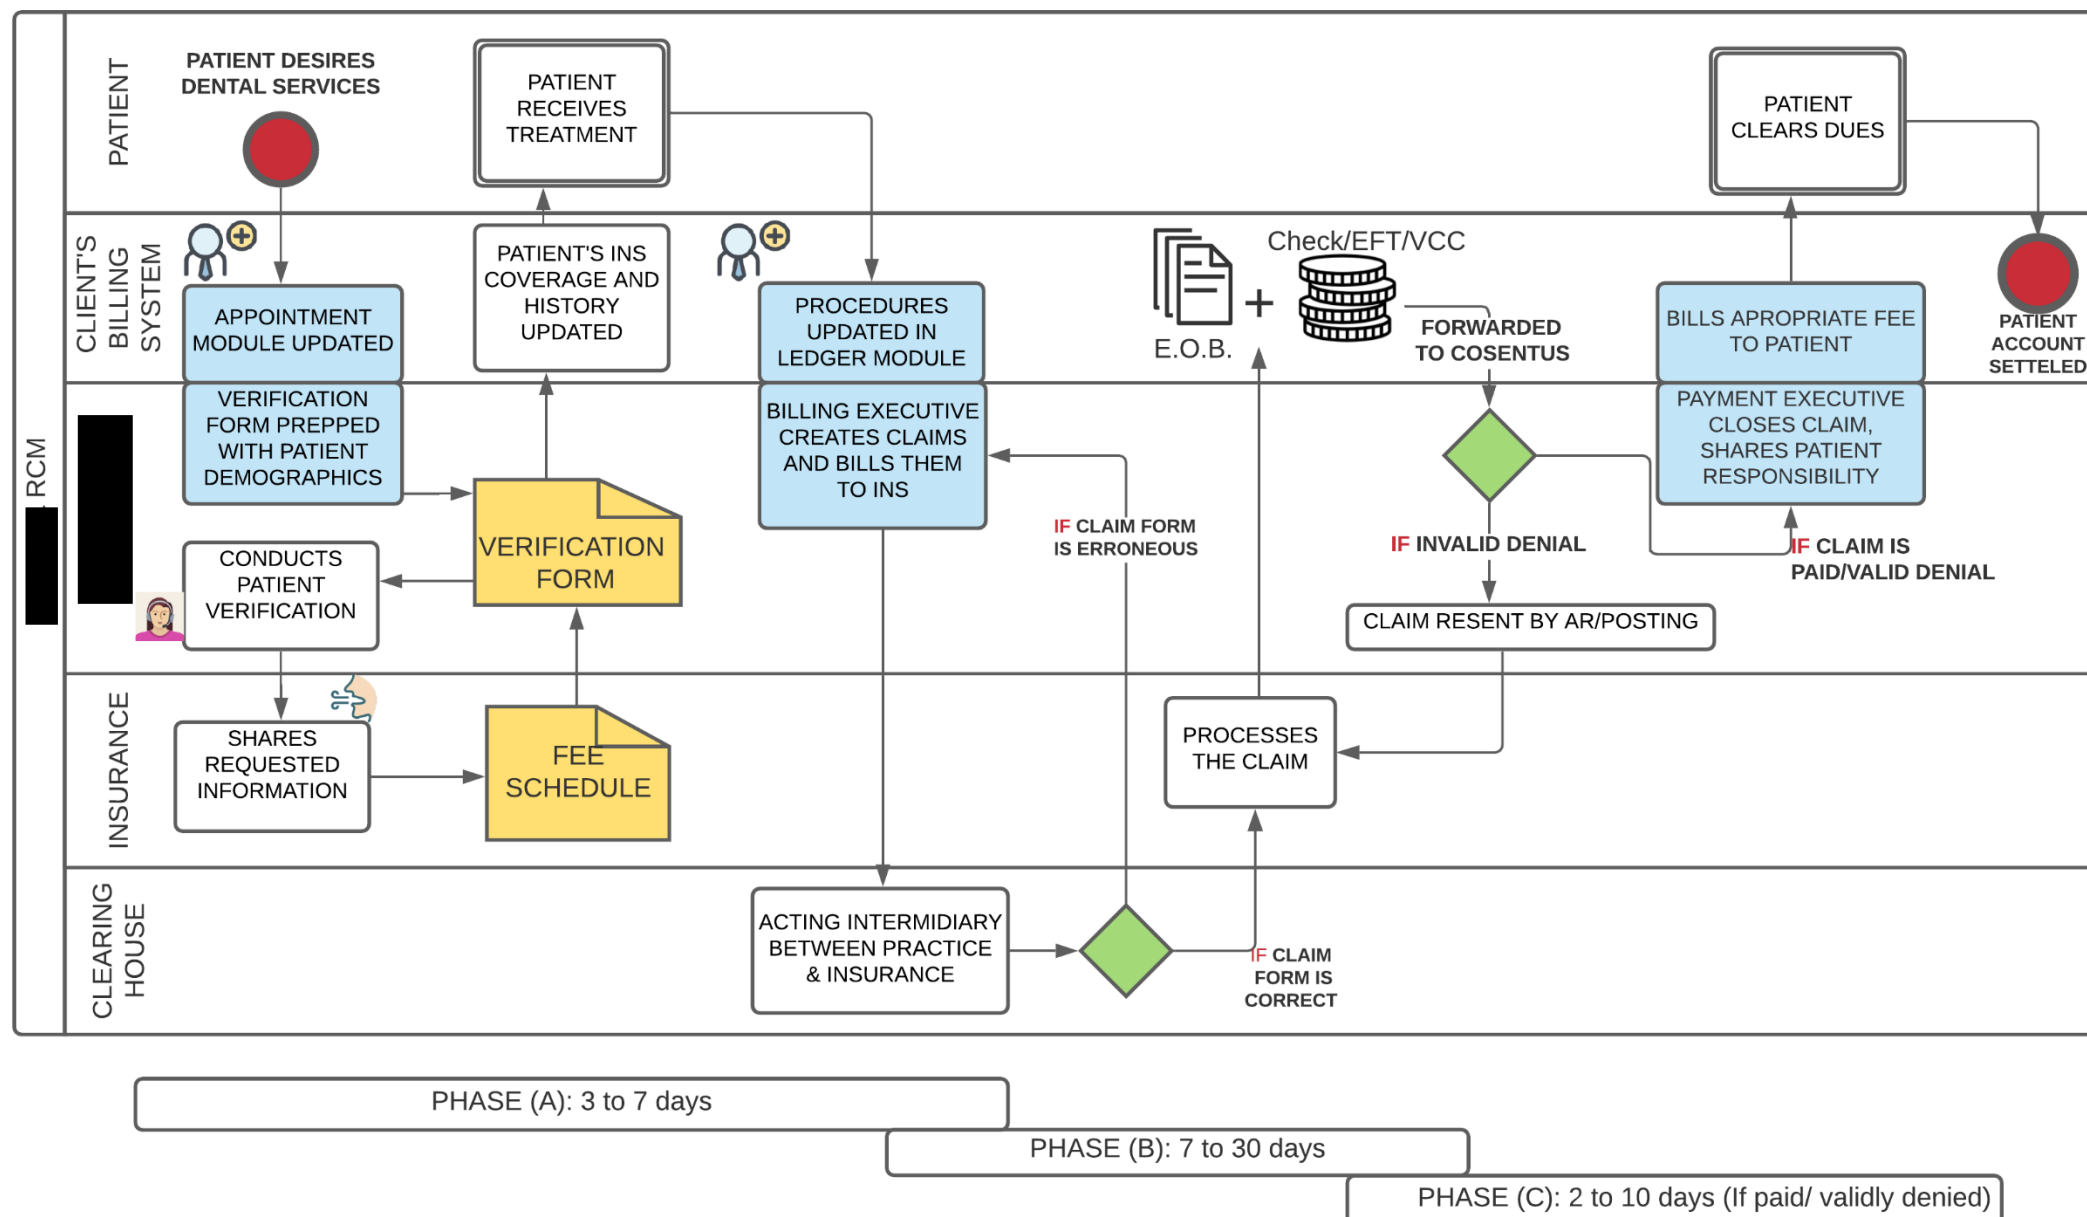 RCM
PATIENT
PATIENT DESIRES
DENTAL SERVICES
PATIENT
RECEIVES
TREATMENT
PATIENT
CLEARS DUES
CLIENT'S
BILLING
SYSTEM
APPOINTMENT
MODULE UPDATED
PATIENT'S INS
COVERAGE AND
HISTORY
UPDATED
PROCEDURES
UPDATED IN
LEDGER MODULE
E.O.B.
+
Check/EFT/VCC
FORWARDED
TO COSENTUS
BILLS APROPRIATE FEE
TO PATIENT
PATIENT
ACCOUNT
SETTELED
VERIFICATION
FORM PREPPED
WITH PATIENT
DEMOGRAPHICS
VERIFICATION
FORM
CONDUCTS
PATIENT
VERIFICATION
BILLING EXECUTIVE
CREATES CLAIMS
AND BILLS THEM
TO INS
IF CLAIM FORM
IS ERRONEOUS
IF INVALID DENIAL
CLAIM RESENT BY AR/POSTING
PAYMENT EXECUTIVE
CLOSES CLAIM,
SHARES PATIENT
RESPONSIBILITY
IF CLAIM IS
PAID/VALID DENIAL
INSURANCE
SHARES
REQUESTED
INFORMATION
FEE
SCHEDULE
PROCESSES
THE CLAIM
CLEARING
HOUSE
ACTING INTERMIDIARY
BETWEEN PRACTICE
& INSURANCE
IF CLAIM
FORM IS
CORRECT
PHASE (A): 3 to 7 days
PHASE (B): 7 to 30 days
PHASE (C): 2 to 10 days (If paid/ validly denied)